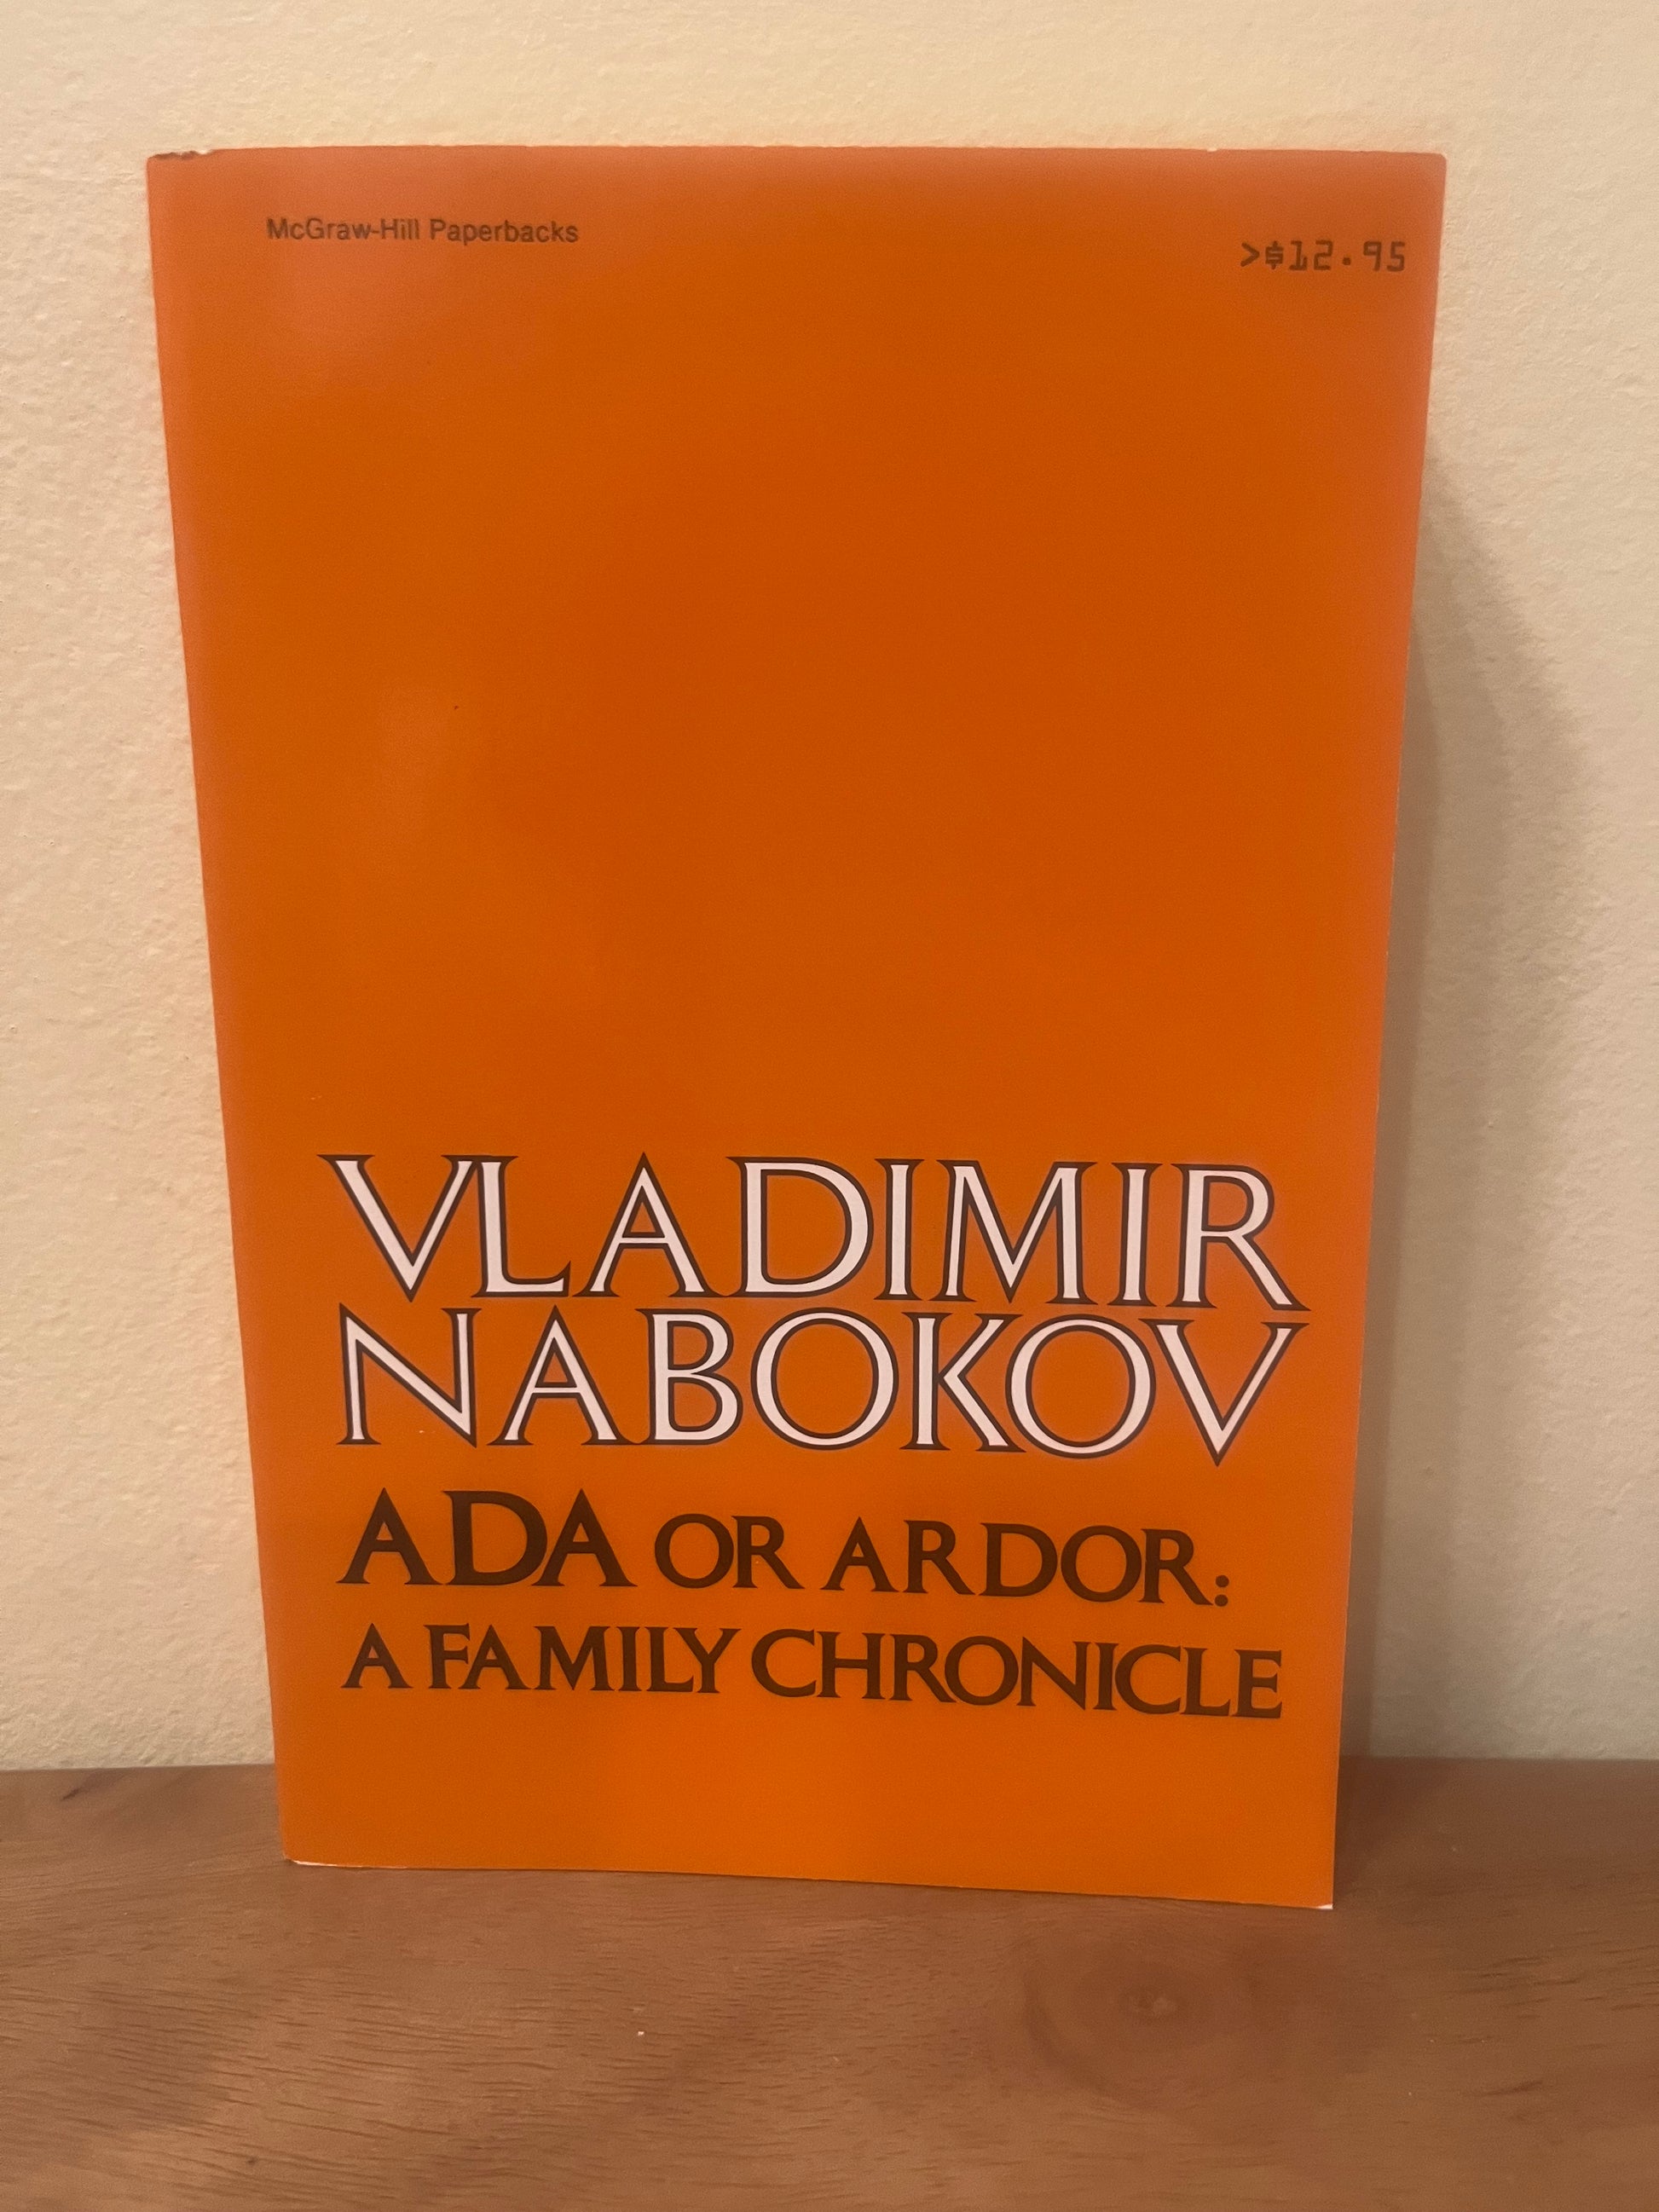 McGraw-Hill Paperbacks
>$12.95
VLADIMIR
NABOKOV
ADA OR ARDOR:
A FAMILY CHRONICLE